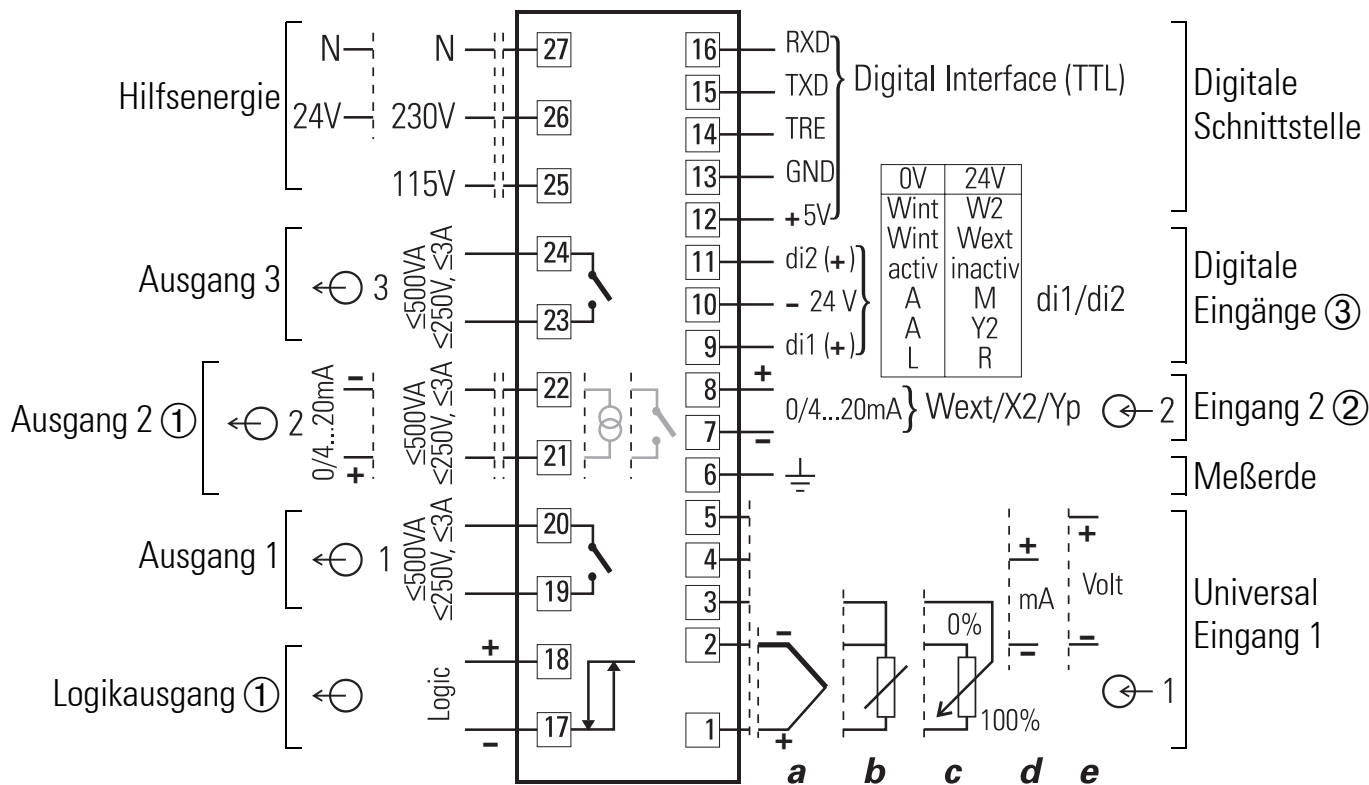 Hilfsenergie
N
24V
N
230V
115V
27
26
25
Ausgang 3
3
≤500VA
≤250V, ≤3A
24
23
Ausgang 2 ①
2
0/4...20mA
−
+
≤500VA
≤250V, ≤3A
22
21
Ausgang 1
1
≤500VA
≤250V, ≤3A
20
19
Logikausgang ①
+
−
Logic
18
17
16
15
14
13
12
11
10
9
8
7
6
5
4
3
2
1
RXD
TXD
TRE
GND
+5V
Digital Interface (TTL)
Digitale
Schnittstelle
di2 (+)
− 24 V
di1 (+)
0V 24V
Wint W2
Wint Wext
activ inactiv
A M
A Y2
L R
di1/di2
Digitale
Eingänge ③
+
−
0/4...20mA
Wext/X2/Yp
2
Eingang 2 ②
Meßerde
−
+
0%
100%
+
mA
−
+
Volt
−
1
Universal
Eingang 1
a b c d e